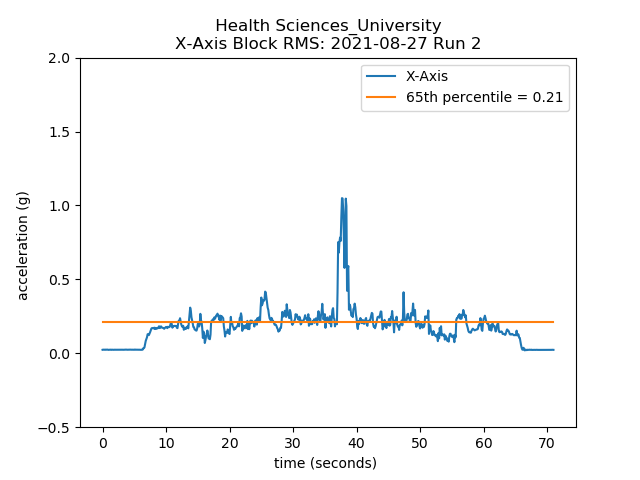 Health Sciences_University
X-Axis Block RMS: 2021-08-27 Run 2
2.0
1.5
1.0
0.5
0.0
−0.5
acceleration (g)
X-Axis
65th percentile = 0.21
0 10 20 30 40 50 60 70
time (seconds)